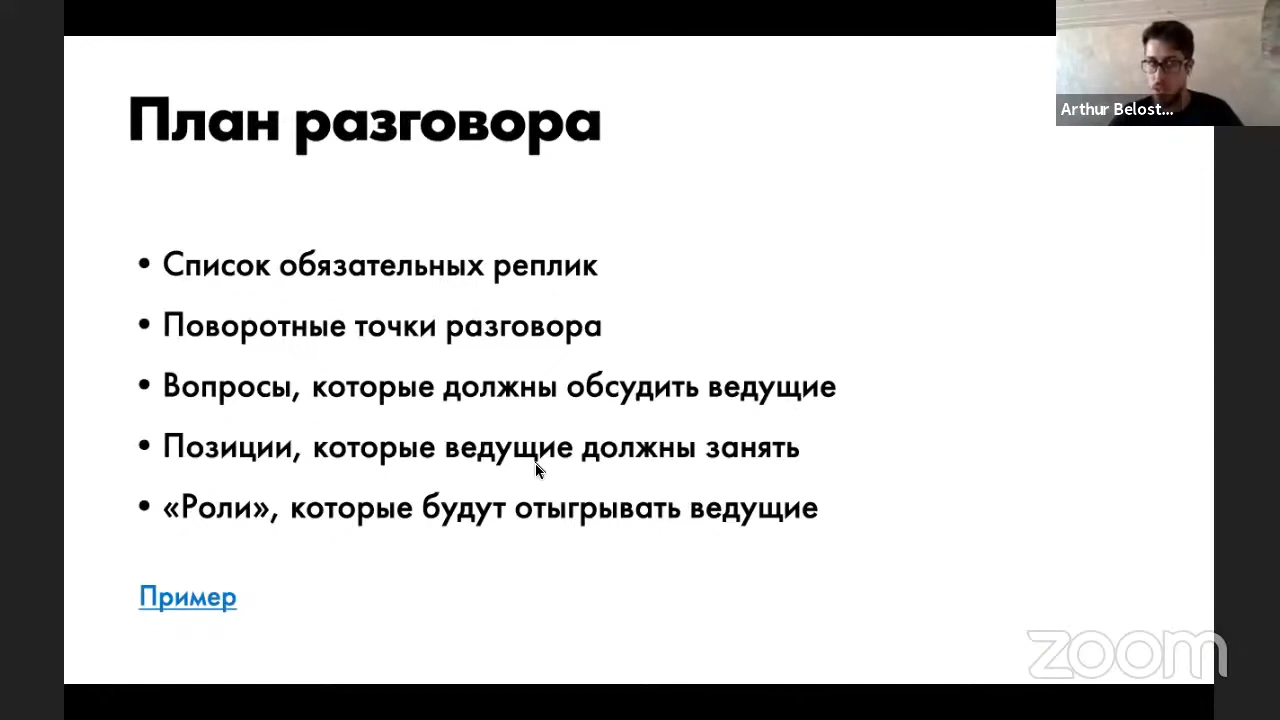 План разговора
Arthur Belost...
• Список обязательных реплик
• Поворотные точки разговора
• Вопросы, которые должны обсудить ведущие
• Позиции, которые ведущие должны занять
• «Роли», которые будут отыгрывать ведущие
Пример
zoom